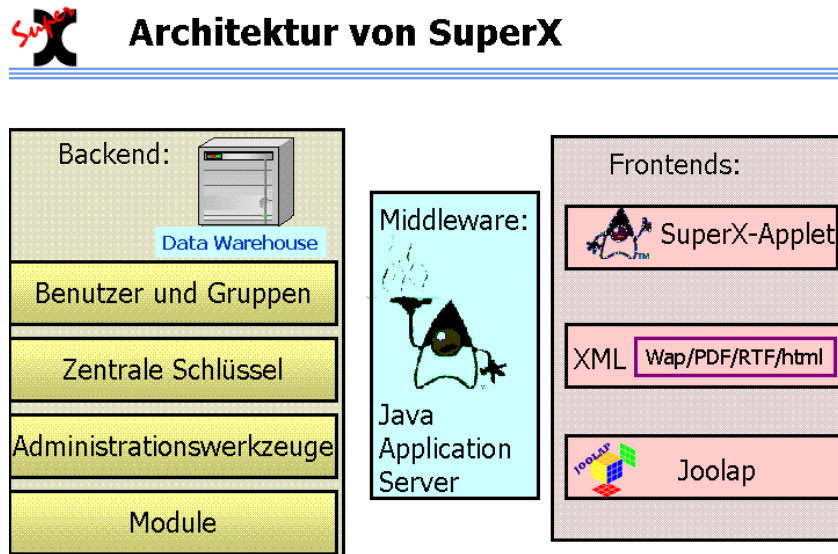 Super
X
Architektur von SuperX
Backend:
Data Warehouse
Benutzer und Gruppen
Zentrale Schlüssel
Administrationswerkzeuge
Module
Middleware:
Java
Application
Server
Frontends:
SuperX-Applet
TM
XML
Wap/PDF/RTF/html
JOOLAP
Joolap